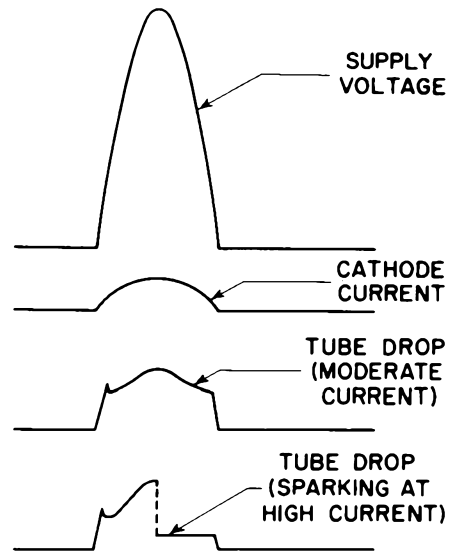 SUPPLY
VOLTAGE
CATHODE
CURRENT
TUBE DROP
(MODERATE
CURRENT)
TUBE DROP
(SPARKING AT
HIGH CURRENT)